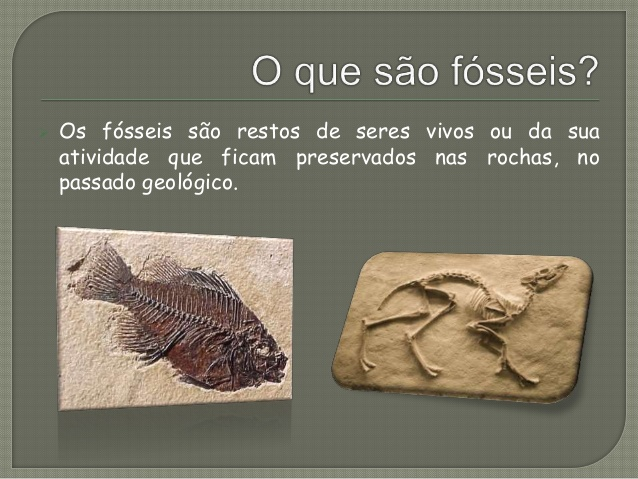 O que são fósseis?
Os fósseis são restos de seres vivos ou da sua
atividade que ficam preservados nas rochas, no
passado geológico.